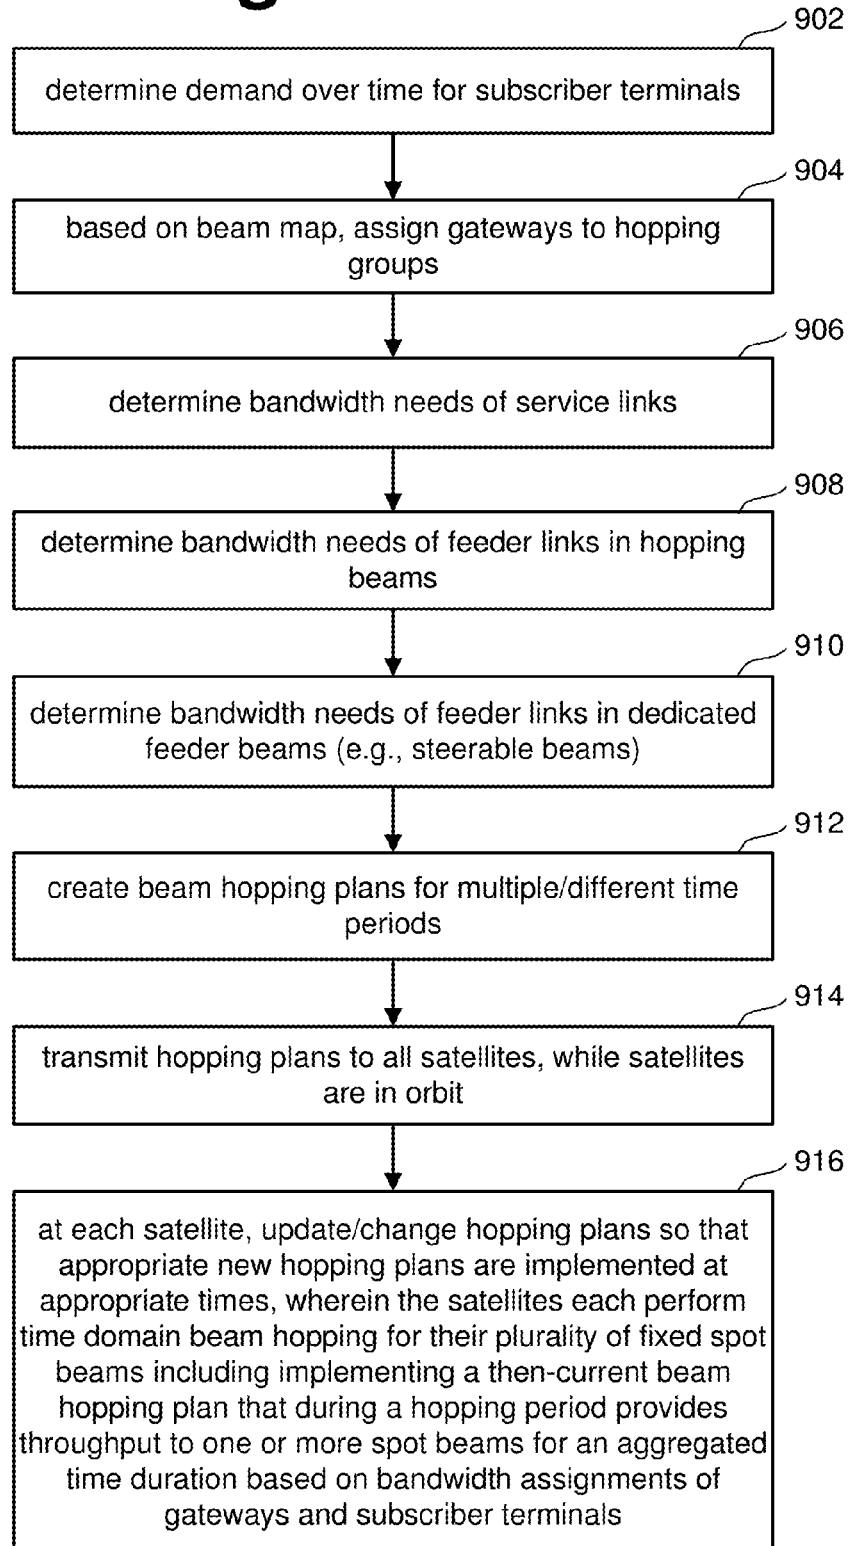 902
determine demand over time for subscriber terminals
904
based on beam map, assign gateways to hopping
groups
906
determine bandwidth needs of service links
908
determine bandwidth needs of feeder links in hopping
beams
910
determine bandwidth needs of feeder links in dedicated
feeder beams (e.g., steerable beams)
912
create beam hopping plans for multiple/different time
periods
914
transmit hopping plans to all satellites, while satellites
are in orbit
916
at each satellite, update/change hopping plans so that
appropriate new hopping plans are implemented at
appropriate times, wherein the satellites each perform
time domain beam hopping for their plurality of fixed spot
beams including implementing a then-current beam
hopping plan that during a hopping period provides
throughput to one or more spot beams for an aggregated
time duration based on bandwidth assignments of
gateways and subscriber terminals